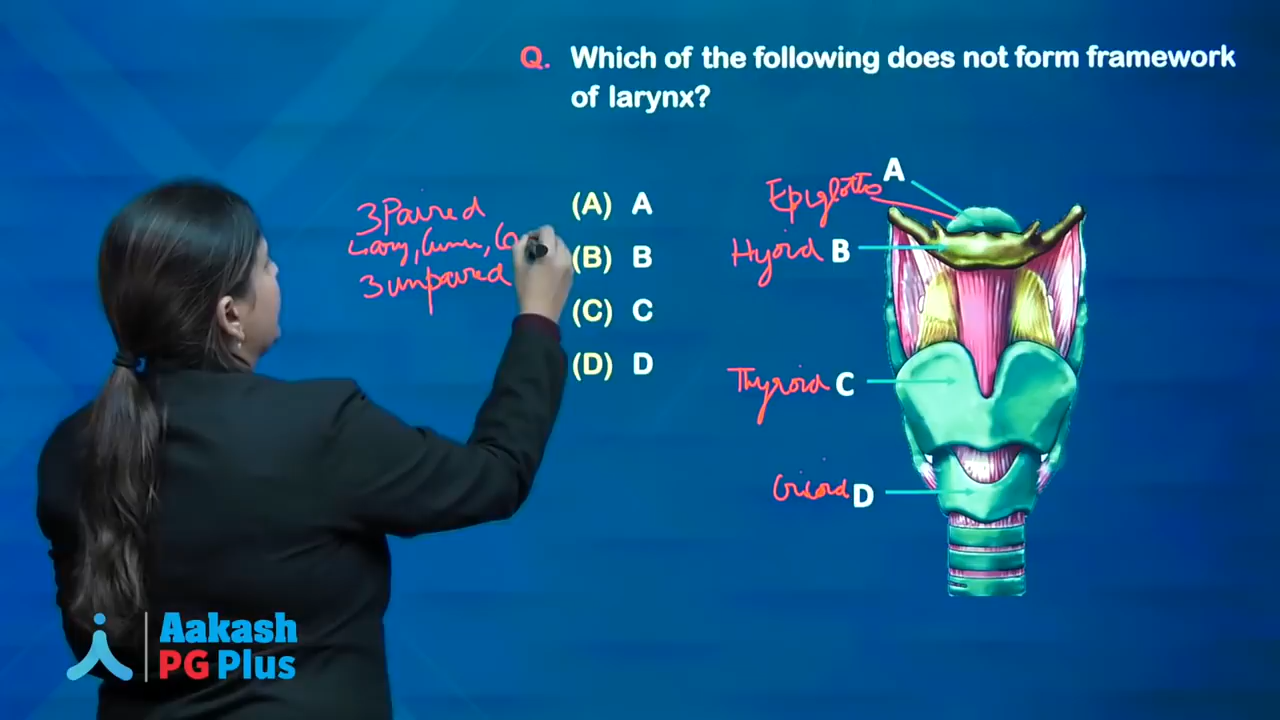 Q. Which of the following does not form framework
of larynx?
3 Paired
3 unpaired
(A) A
(B) B
(C) C
(D) D
Epiglottis A
Hyoid B
Thyroid C
Cricoid D
Aakash
PG Plus